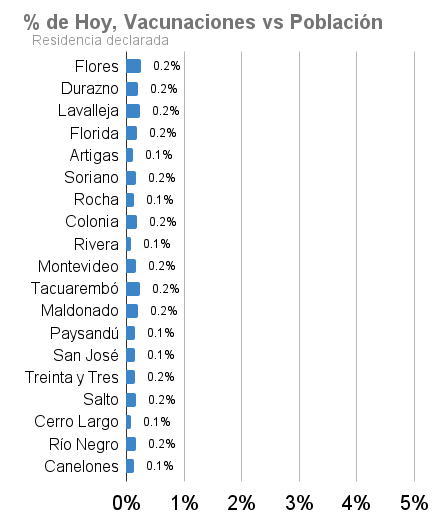 % de Hoy, Vacunaciones vs Población
Residencia declarada
Flores 0.2%
Durazno 0.2%
Lavalleja 0.2%
Florida 0.2%
Artigas 0.1%
Soriano 0.2%
Rocha 0.1%
Colonia 0.2%
Rivera 0.1%
Montevideo 0.2%
Tacuarembó 0.2%
Maldonado 0.2%
Paysandú 0.1%
San José 0.1%
Treinta y Tres 0.2%
Salto 0.2%
Cerro Largo 0.1%
Río Negro 0.2%
Canelones 0.1%
0% 1% 2% 3% 4% 5%